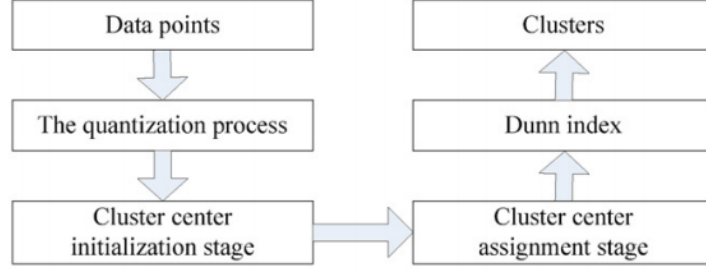 Data points
The quantization process
Cluster center
initialization stage
Cluster center
assignment stage
Dunn index
Clusters